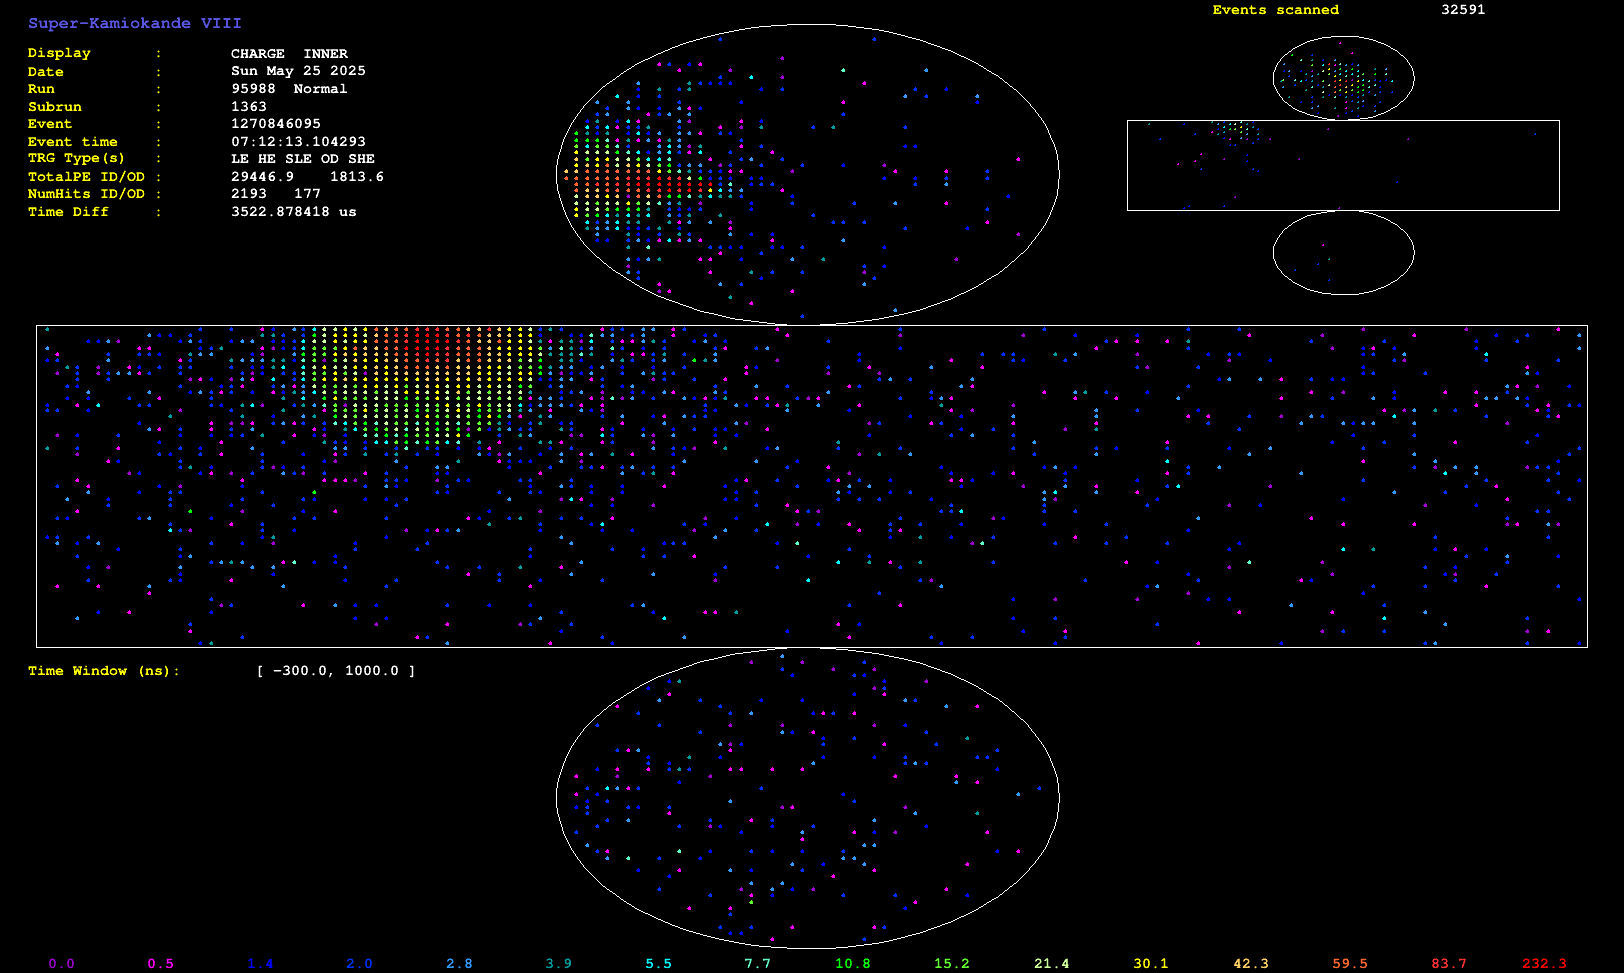 Super-Kamiokande VIII
Events scanned 32591
Display : CHARGE INNER
Date : Sun May 25 2025
Run : 95988 Normal
Subrun : 1363
Event : 1270846095
Event time : 07:12:13.104293
TRG Type(s) : LE HE SLE OD SHE
TotalPE ID/OD : 29446.9 1813.6
NumHits ID/OD : 2193 177
Time Diff : 3522.878418 us
Time Window (ns): [ -300.0, 1000.0 ]
0.0 0.5 1.4 2.0 2.8 3.9 5.5 7.7 10.8 15.2 21.4 30.1 42.3 59.5 83.7 232.3